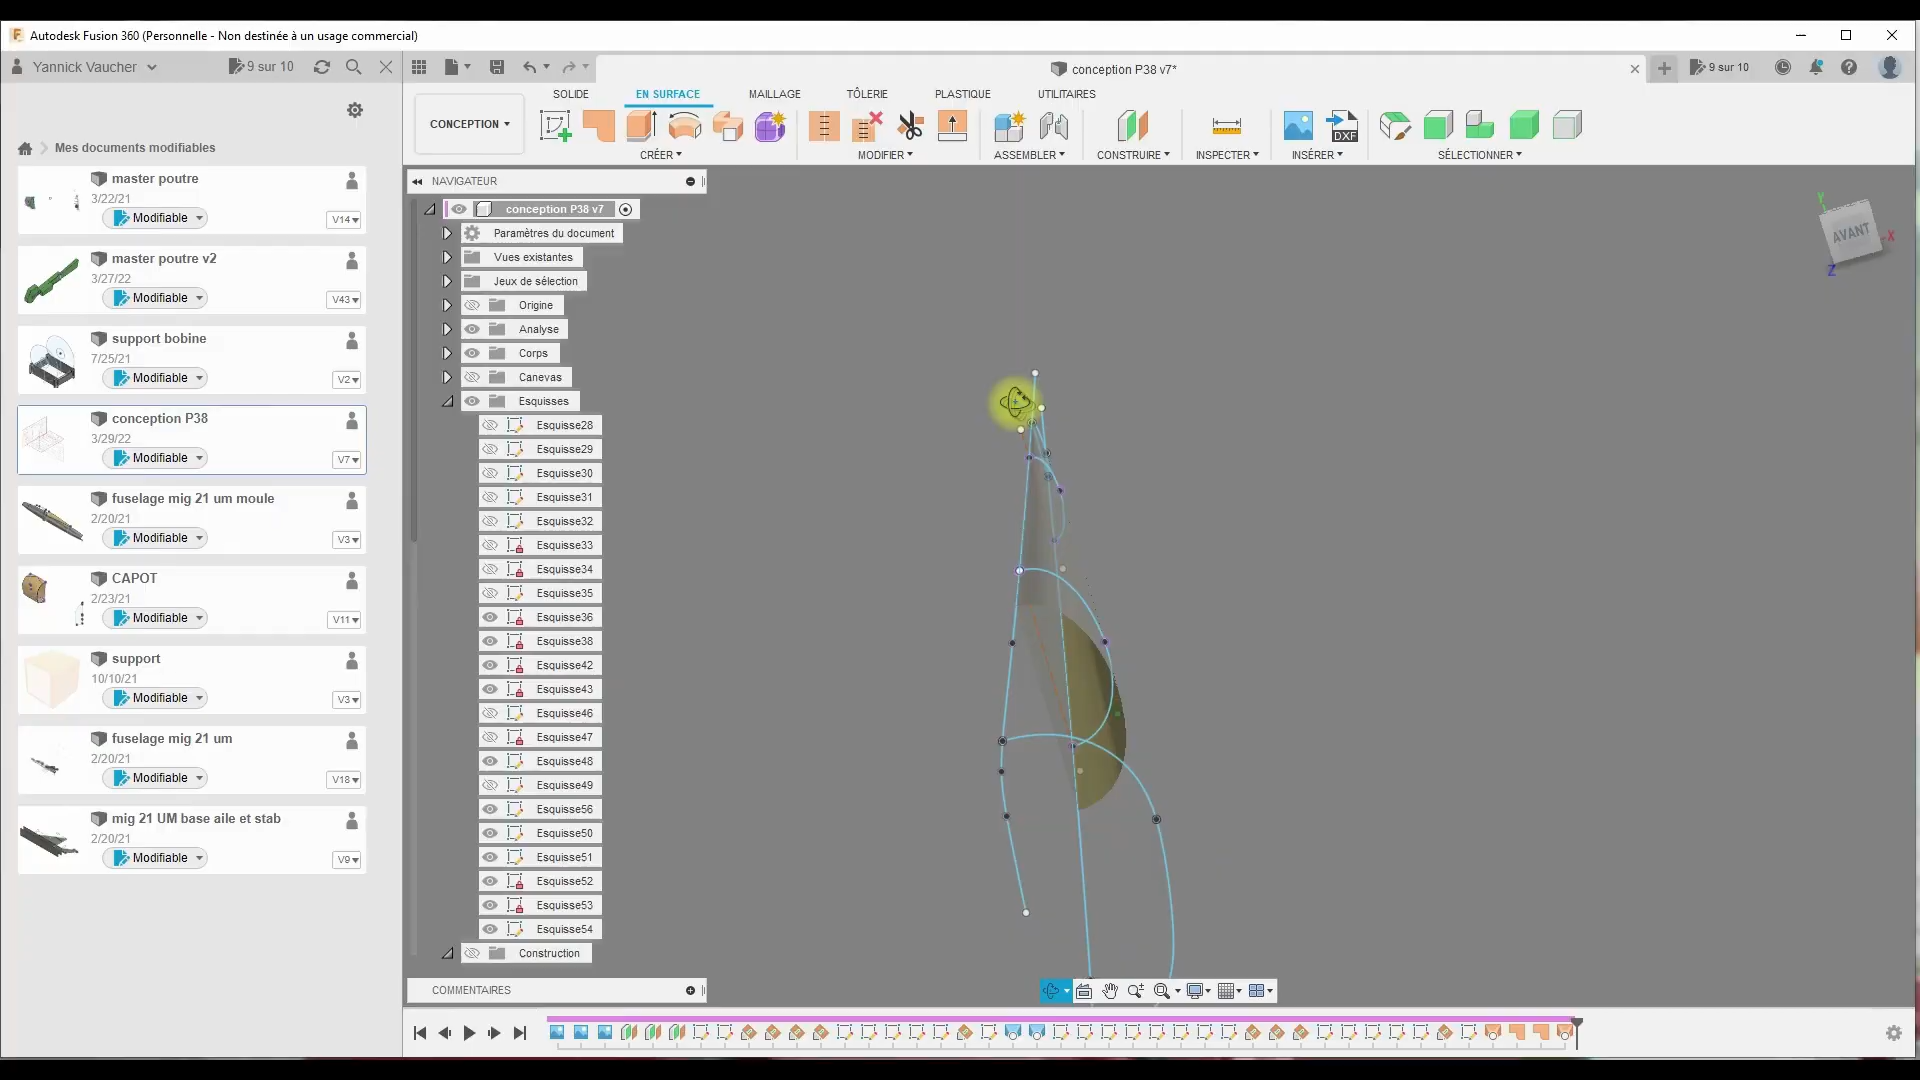 Autodesk Fusion 360 (Personnelle - Non destinée à un usage commercial)
Yannick Vaucher
9 sur 10
conception P38 v7*
9 sur 10
SOLIDE
EN SURFACE
MAILLAGE
TÔLERIE
PLASTIQUE
UTILITAIRES
CONCEPTION
DXF
CRÉER
MODIFIER
ASSEMBLER
CONSTRUIRE
INSPECTER
INSÉRER
SÉLECTIONNER
Mes documents modifiables
master poutre
3/22/21
Modifiable
V14
master poutre v2
3/27/22
Modifiable
V43
support bobine
7/25/21
Modifiable
V2
conception P38
3/29/22
Modifiable
V7
fuselage mig 21 um moule
2/20/21
Modifiable
V3
CAPOT
2/23/21
Modifiable
V11
support
10/10/21
Modifiable
V3
fuselage mig 21 um
2/20/21
Modifiable
V18
mig 21 UM base aile et stab
2/20/21
Modifiable
V9
NAVIGATEUR
conception P38 v7
Paramètres du document
Vues existantes
Jeux de sélection
Origine
Analyse
Corps
Canevas
Esquisses
Esquisse28
Esquisse29
Esquisse30
Esquisse31
Esquisse32
Esquisse33
Esquisse34
Esquisse35
Esquisse36
Esquisse38
Esquisse42
Esquisse43
Esquisse46
Esquisse47
Esquisse48
Esquisse49
Esquisse56
Esquisse50
Esquisse51
Esquisse52
Esquisse53
Esquisse54
Construction
COMMENTAIRES
Y
AVANT
X
Z